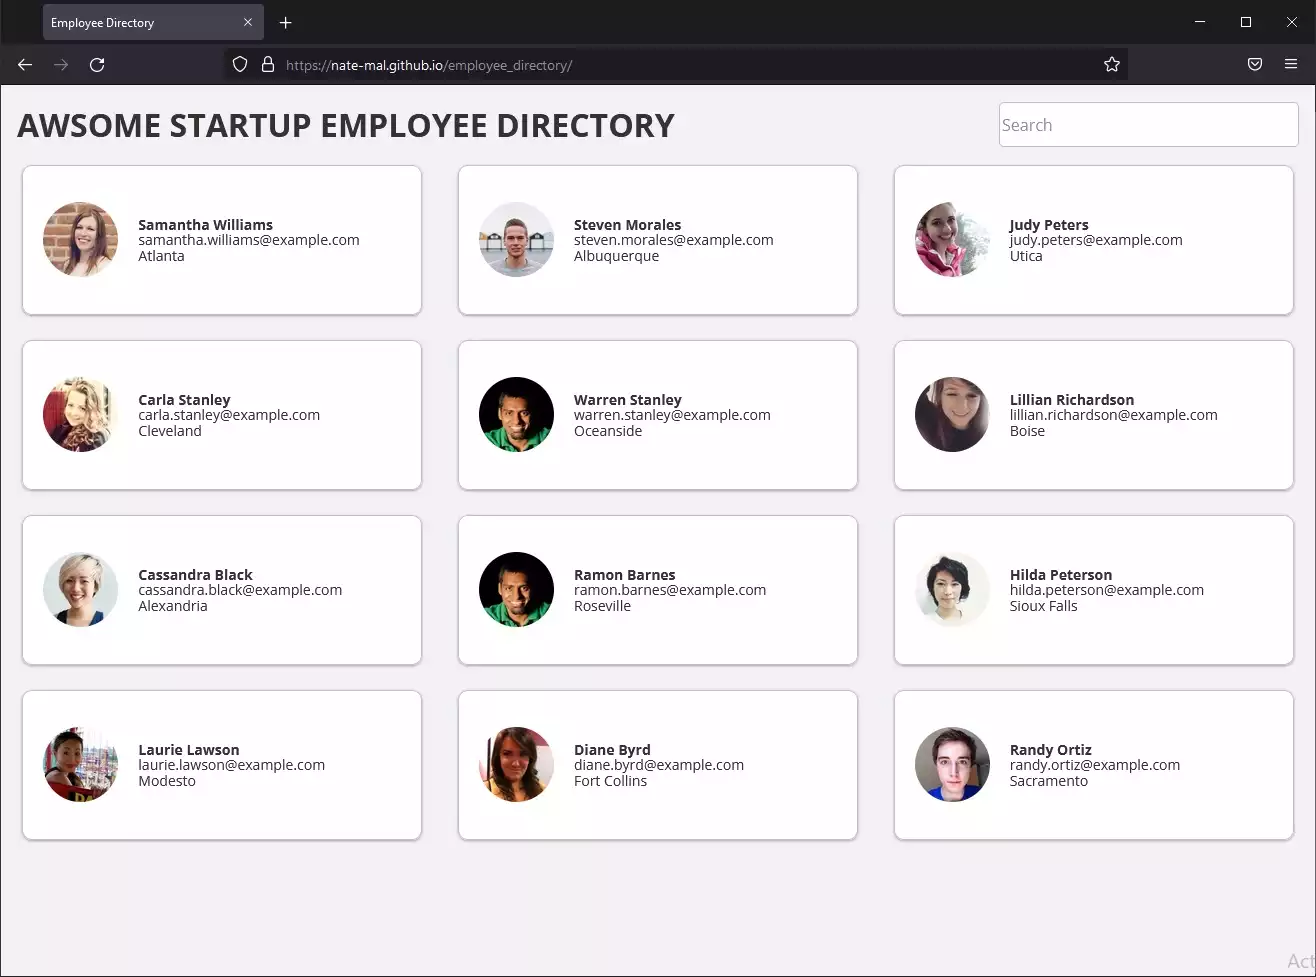 Employee Directory
https://nate-mal.github.io/employee_directory/
AWSOME STARTUP EMPLOYEE DIRECTORY
Search
Samantha Williams
samantha.williams@example.com
Atlanta
Steven Morales
steven.morales@example.com
Albuquerque
Judy Peters
judy.peters@example.com
Utica
Carla Stanley
carla.stanley@example.com
Cleveland
Warren Stanley
warren.stanley@example.com
Oceanside
Lillian Richardson
lillian.richardson@example.com
Boise
Cassandra Black
cassandra.black@example.com
Alexandria
Ramon Barnes
ramon.barnes@example.com
Roseville
Hilda Peterson
hilda.peterson@example.com
Sioux Falls
Laurie Lawson
laurie.lawson@example.com
Modesto
Diane Byrd
diane.byrd@example.com
Fort Collins
Randy Ortiz
randy.ortiz@example.com
Sacramento